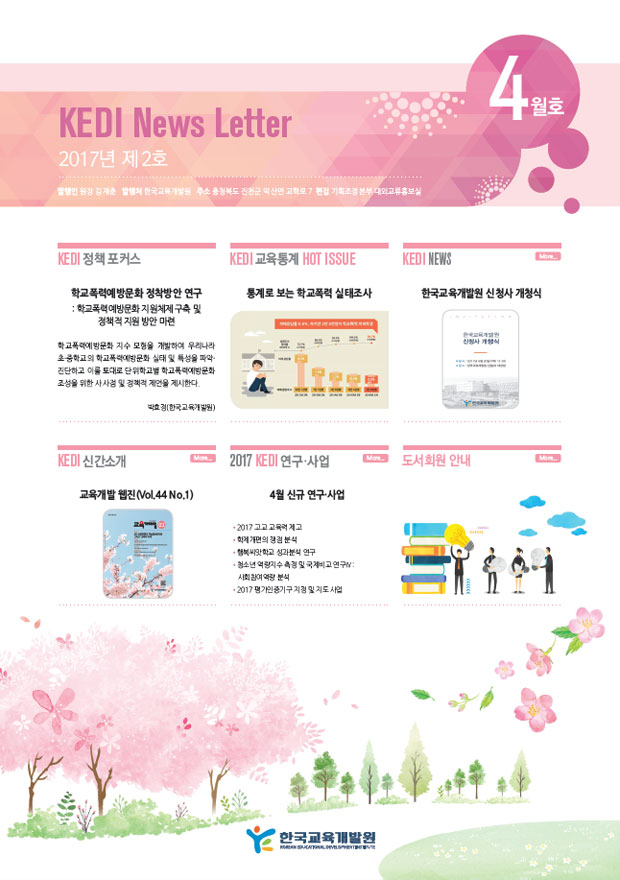 4월호
KEDI News Letter
2017년 제2호
발행인 원장 김재춘 발행처 한국교육개발원 주소 충청북도 진천군 덕산면 교학로 7 편집 기획조정본부 대외교류홍보실
KEDI 정책 포커스
학교폭력예방문화 정착방안 연구
: 학교폭력예방문화 지원체제 구축 및
정책적 지원 방안 마련
학교폭력예방문화 지수 모형을 개발하여 우리나라
초·중학교의 학교폭력예방문화 실태 및 특성을 파악·
진단하고 이를 토대로 단위학교별 학교폭력예방문화
조성을 위한 시사점 및 정책적 제언을 제시한다.
박효정(한국교육개발원)
KEDI 교육통계 HOT ISSUE
통계로 보는 학교폭력 실태조사
KEDI NEWS
More...
한국교육개발원 신청사 개청식
invitation
한국교육개발원
신청사 개청식
한국교육개발원
KEDI 신간소개
More...
교육개발 웹진(Vol.44 No.1)
교육개발
2017 KEDI 연구·사업
More...
4월 신규 연구·사업
· 2017 고교 교육력 제고
· 학제개편의 쟁점 분석
· 행복씨앗학교 성과분석 연구
· 청소년 역량지수 측정 및 국제비교 연구Ⅳ :
사회참여역량 분석
· 2017 평가인증기구 지정 및 지도 사업
도서회원 안내
More...
한국교육개발원
KOREAN EDUCATIONAL DEVELOPMENT INSTITUTE